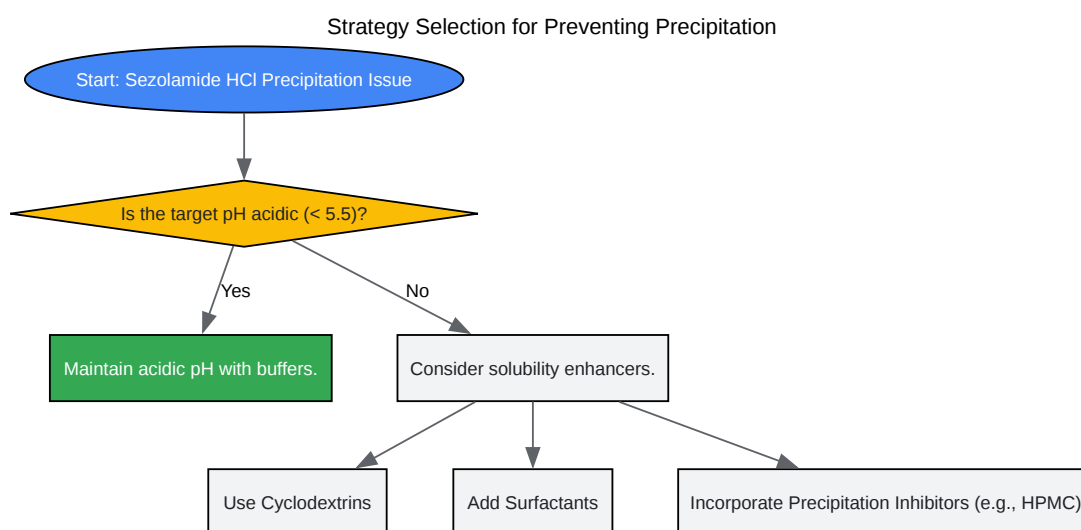 Strategy Selection for Preventing Precipitation
Start: Sezolamide HCl Precipitation Issue
Is the target pH acidic (< 5.5)?
Yes
No
Maintain acidic pH with buffers.
Consider solubility enhancers.
Use Cyclodextrins
Add Surfactants
Incorporate Precipitation Inhibitors (e.g., HPMC)